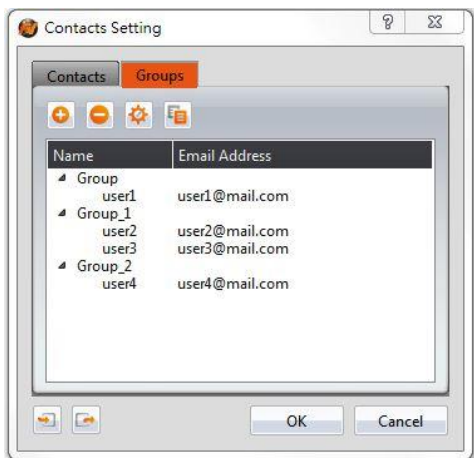 Contacts Setting
Contacts Groups
Name Email Address
Group
user1 user1@mail.com
Group_1
user2 user2@mail.com
user3 user3@mail.com
Group_2
user4 user4@mail.com
OK Cancel